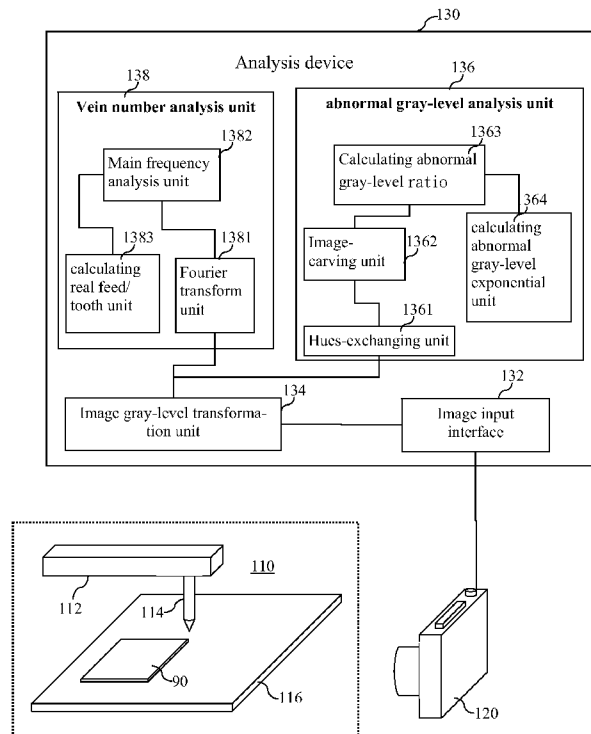 130
Analysis device
138
136
Vein number analysis unit
abnormal gray-level analysis unit
1382
1363
Main frequency
analysis unit
Calculating abnormal
gray-level ratio
1383
1381
1362
364
calculating
real feed/
tooth unit
Fourier
transform
unit
Image-
carving unit
calculating
abnormal
gray-level
exponential
unit
1361
Hues-exchanging unit
134
132
Image gray-level transforma-
tion unit
Image input
interface
110
112
114
90
116
120